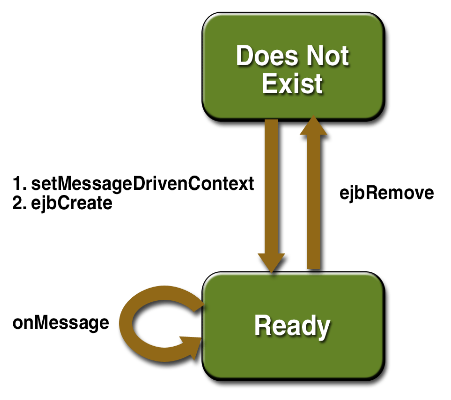 Does Not
Exist
1. setMessageDrivenContext
2. ejbCreate
ejbRemove
onMessage
Ready